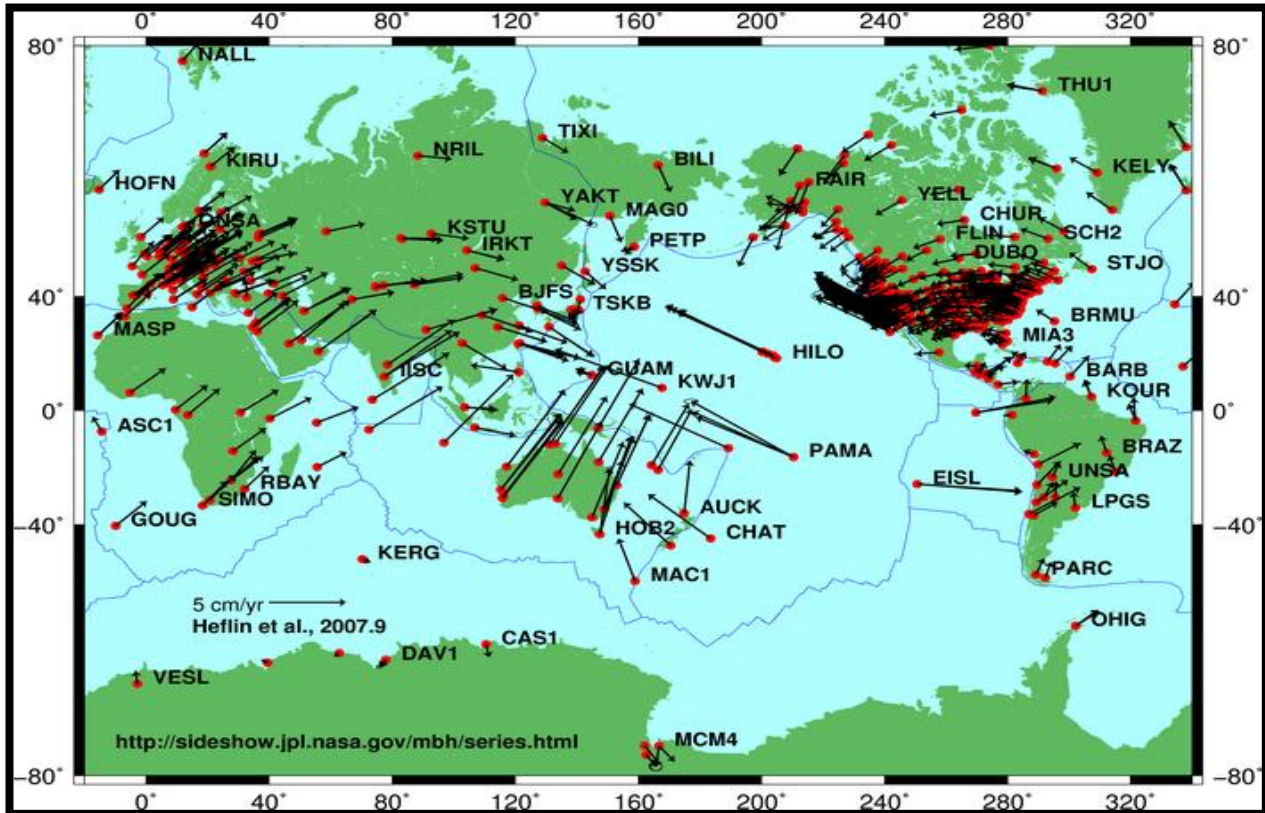 0° 40° 80° 120° 160° 200° 240° 280° 320°
80° 80°
NALL
THU1
TIXI
NRIL
BILI
KIRU
KELY
HOFN
FAIR
YAKT
YELL
MAG0
ONSA
CHUR
KSTU
FLIN
SCH2
IRKT
PETP
DUBO
YSSK
STJO
40° BJFS 40°
TSKB
MASP
BRMU
MIA3
HILO
IISC
GUAM
BARB
KWJ1
KOUR
0° 0°
ASC1
BRAZ
PAMA
UNSA
EISL
RBAY
SIMO
LPGS
AUCK
GOUG
HOB2
−40° −40°
CHAT
KERG
MAC1
PARC
5 cm/yr
Heflin et al., 2007.9
OHIG
CAS1
DAV1
VESL
http://sideshow.jpl.nasa.gov/mbh/series.html
MCM4
−80° −80°
0° 40° 80° 120° 160° 200° 240° 280° 320°